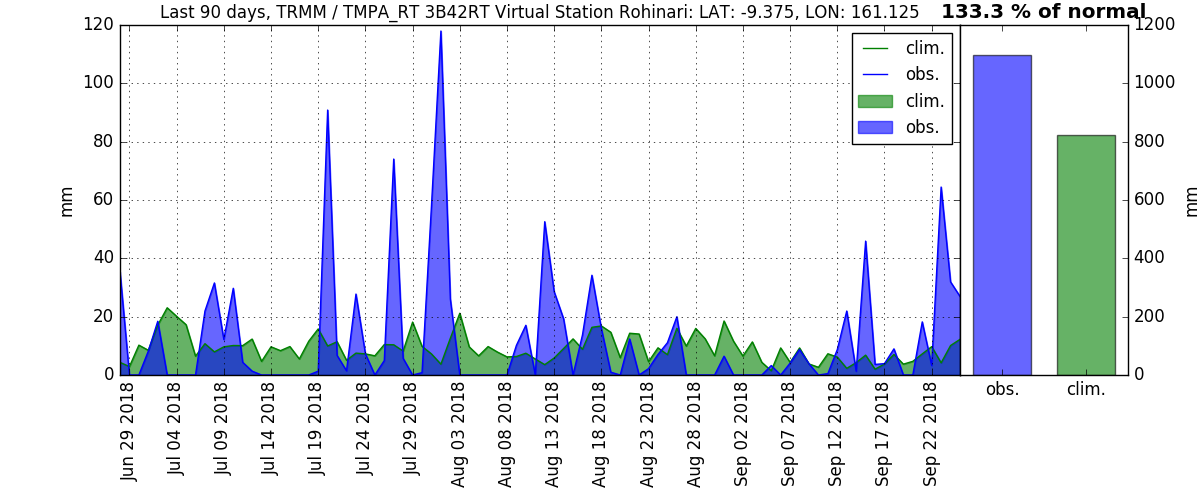 Last 90 days, TRMM / TMPA_RT 3B42RT Virtual Station Rohinari: LAT: -9.375, LON: 161.125
133.3 % of normal
120
100
80
60
40
20
0
mm
clim.
obs.
clim.
obs.
Jun 29 2018
Jul 04 2018
Jul 09 2018
Jul 14 2018
Jul 19 2018
Jul 24 2018
Jul 29 2018
Aug 03 2018
Aug 08 2018
Aug 13 2018
Aug 18 2018
Aug 23 2018
Aug 28 2018
Sep 02 2018
Sep 07 2018
Sep 12 2018
Sep 17 2018
Sep 22 2018
1200
1000
800
600
400
200
0
mm
obs.
clim.